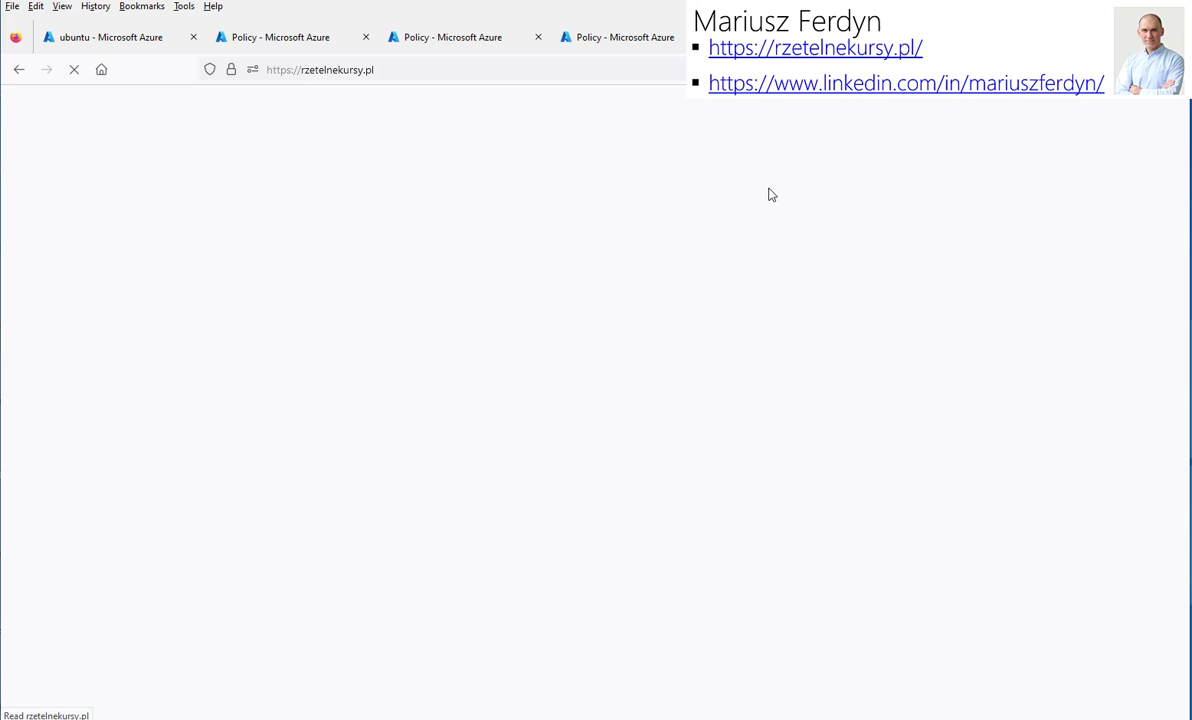 File Edit View History Bookmarks Tools Help
Mariusz Ferdyn
ubuntu - Microsoft Azure Policy - Microsoft Azure Policy - Microsoft Azure Policy - Microsoft Azure
▪ https://rzetelnekursy.pl/
https://rzetelnekursy.pl
▪ https://www.linkedin.com/in/mariuszferdyn/
Read rzetelnekursy.pl